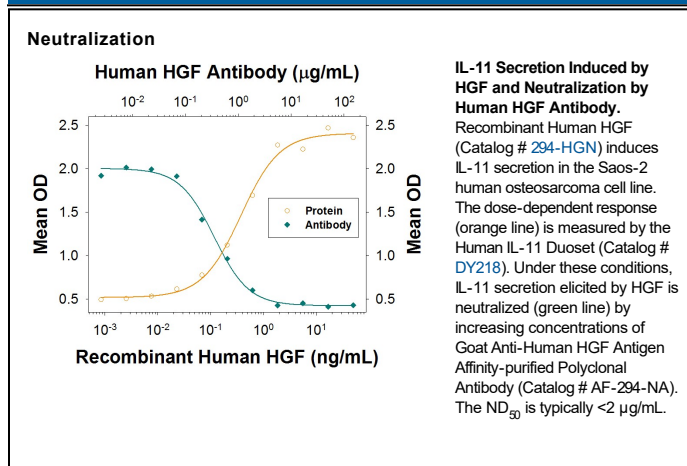 Neutralization
Human HGF Antibody (μg/mL)
10⁻² 10⁻¹ 10⁰ 10¹ 10²
2.5 2.5
2.0 2.0
1.5 1.5
1.0 1.0
0.5 0.5
Mean OD
Mean OD
Protein
Antibody
10⁻³ 10⁻² 10⁻¹ 10⁰ 10¹
Recombinant Human HGF (ng/mL)
IL-11 Secretion Induced by
HGF and Neutralization by
Human HGF Antibody.
Recombinant Human HGF
(Catalog # 294-HGN) induces
IL-11 secretion in the Saos-2
human osteosarcoma cell line.
The dose-dependent response
(orange line) is measured by the
Human IL-11 Duoset (Catalog #
DY218). Under these conditions,
IL-11 secretion elicited by HGF is
neutralized (green line) by
increasing concentrations of
Goat Anti-Human HGF Antigen
Affinity-purified Polyclonal
Antibody (Catalog # AF-294-NA).
The ND₅₀ is typically <2 μg/mL.